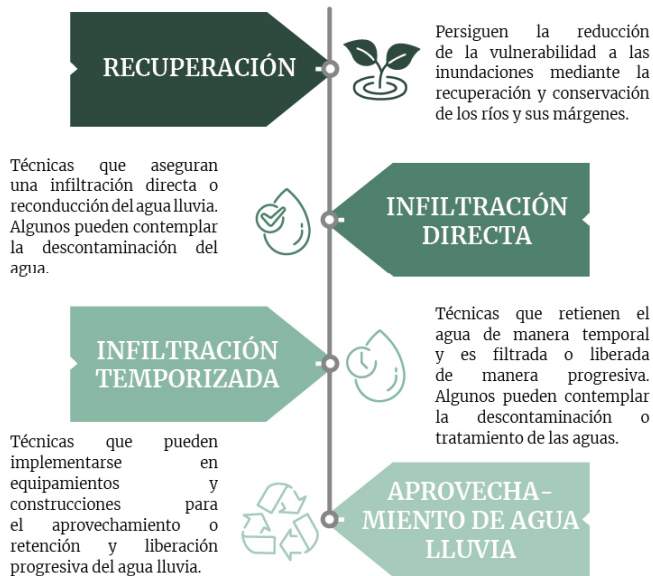 RECUPERACIÓN
Persiguen la reducción
de la vulnerabilidad a las
inundaciones mediante la
recuperación y conservación
de los ríos y sus márgenes.
Técnicas que aseguran
una infiltración directa o
reconducción del agua lluvia.
Algunos pueden contemplar
la descontaminación del
agua.
INFILTRACIÓN
DIRECTA
INFILTRACIÓN
TEMPORIZADA
Técnicas que retienen el
agua de manera temporal
y es filtrada o liberada
de manera progresiva.
Algunos pueden contemplar
la descontaminación o
tratamiento de las aguas.
Técnicas que pueden
implementarse en
equipamientos y
construcciones para
el aprovechamiento o
retención y liberación
progresiva del agua lluvia.
APROVECHA-
MIENTO DE AGUA
LLUVIA